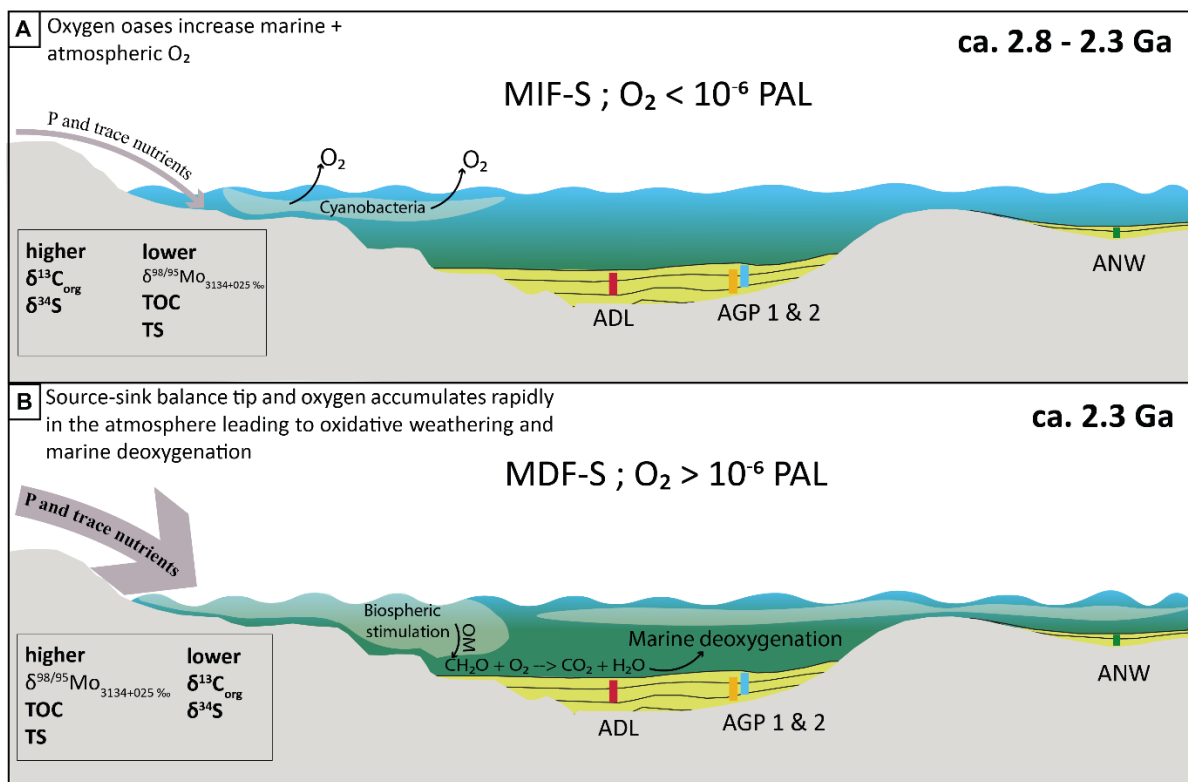 A
Oxygen oases increase marine +
atmospheric O₂
ca. 2.8 - 2.3 Ga
MIF-S ; O₂ < 10⁻⁶ PAL
P and trace nutrients
O₂
O₂
Cyanobacteria
higher
δ¹³C_org
δ³⁴S
lower
δ⁹⁸/⁹⁵Mo₃₁₃₄₊₀₂₅ ‰
TOC
TS
ADL
AGP 1 & 2
ANW
B
Source-sink balance tip and oxygen accumulates rapidly
in the atmosphere leading to oxidative weathering and
marine deoxygenation
ca. 2.3 Ga
MDF-S ; O₂ > 10⁻⁶ PAL
P and trace nutrients
Biospheric
stimulation
OM
CH₂O + O₂ --> CO₂ + H₂O
Marine deoxygenation
higher
δ⁹⁸/⁹⁵Mo₃₁₃₄₊₀₂₅ ‰
TOC
TS
lower
δ¹³C_org
δ³⁴S
ADL
AGP 1 & 2
ANW